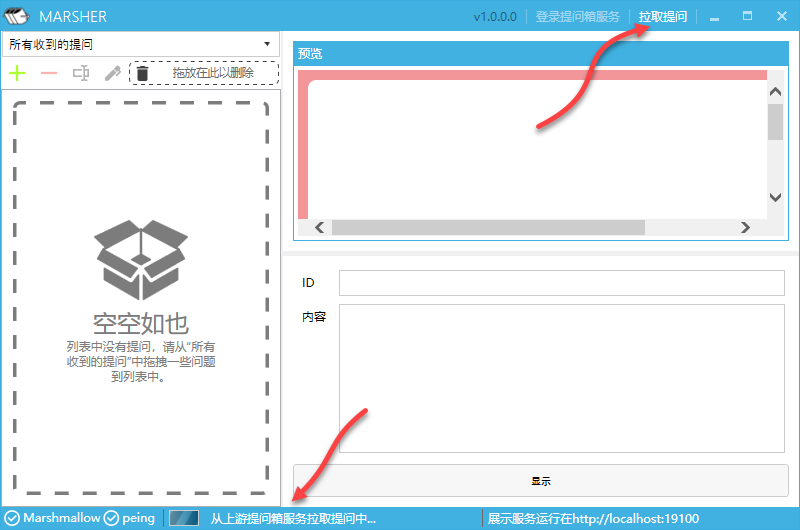 MARSHER
v1.0.0.0
登录提问箱服务
拉取提问
所有收到的提问
拖放在此以删除
空空如也
列表中没有提问，请从“所有
收到的提问”中拖拽一些问题
到列表中。
预览
ID
内容
显示
Marshmallow
peing
从上游提问箱服务拉取提问中...
展示服务运行在http://localhost:19100